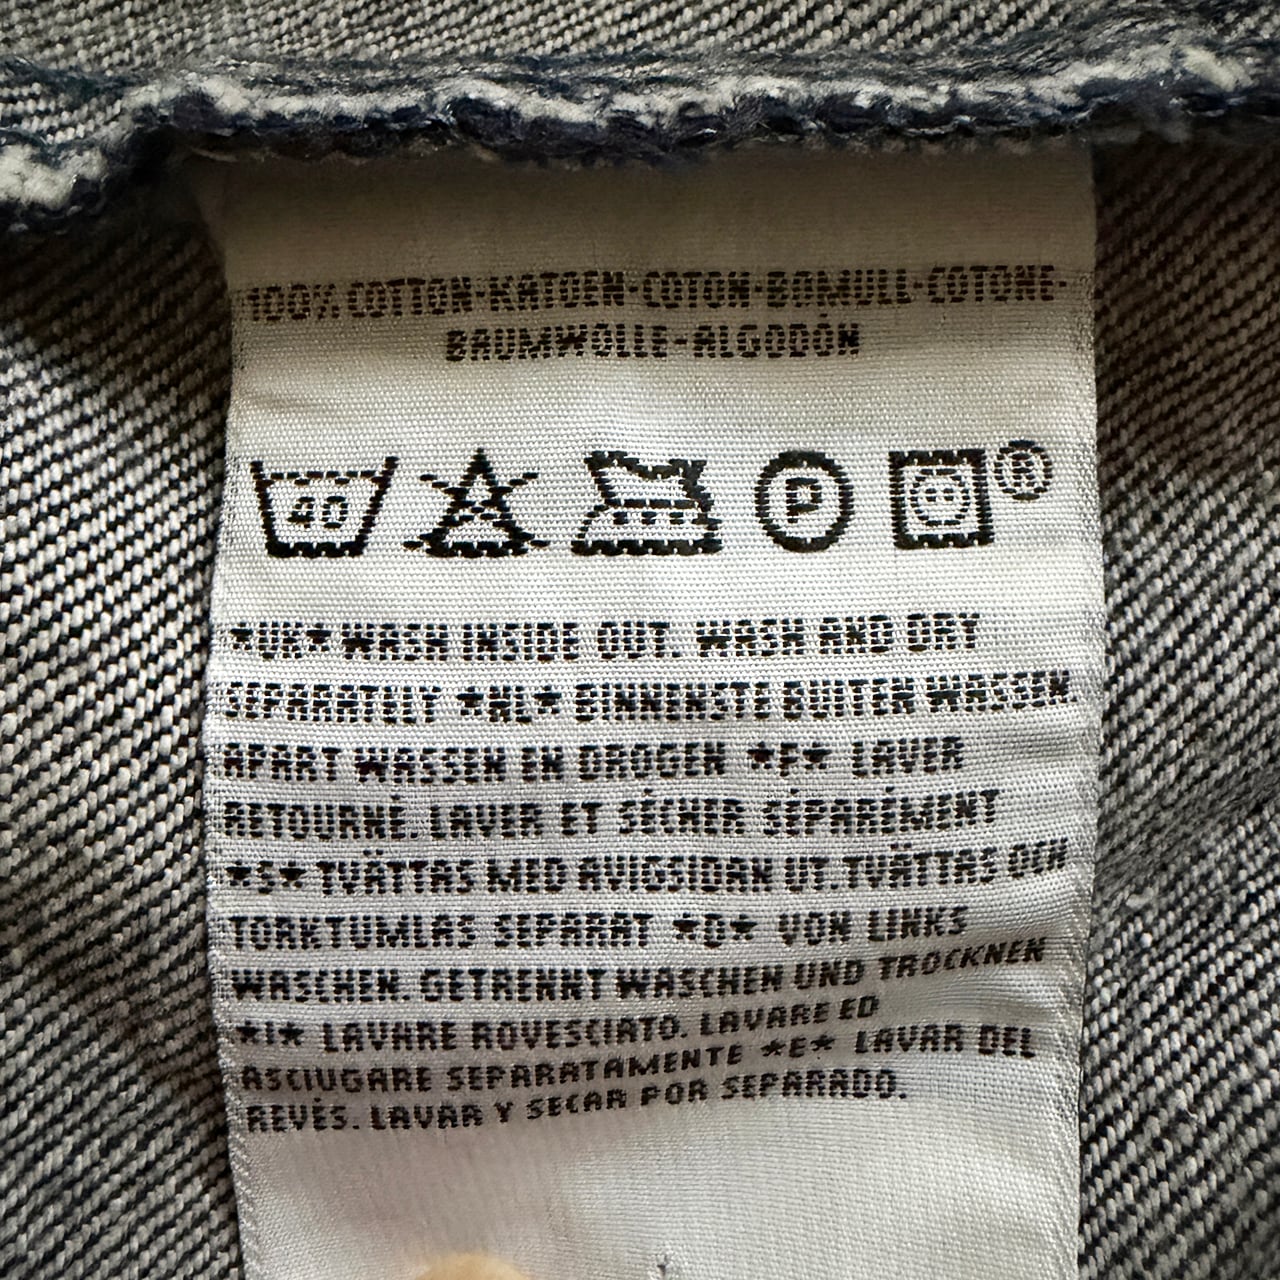 100% COTTON-KATOEN-COTON-BOMULL-COTONE-
BAUMWOLLE-ALGODÓN
40 P ®
*UK* WASH INSIDE OUT. WASH AND DRY
SEPARATELY *NL* BINNENSTEBUITEN WASSEN.
APART WASSEN EN DROGEN *F* LAVER
RETOURNÉ. LAVER ET SÉCHER SÉPARÉMENT
*S* TVÄTTAS MED AVIGSIDAN UT. TVÄTTAS OCH
TORKTUMLAS SEPARAT *D* VON LINKS
WASCHEN. GETRENNT WASCHEN UND TROCKNEN
*I* LAVARE ROVESCIATO. LAVARE ED
ASCIUGARE SEPARATAMENTE *E* LAVAR DEL
REVÉS. LAVAR Y SECAR POR SEPARADO.